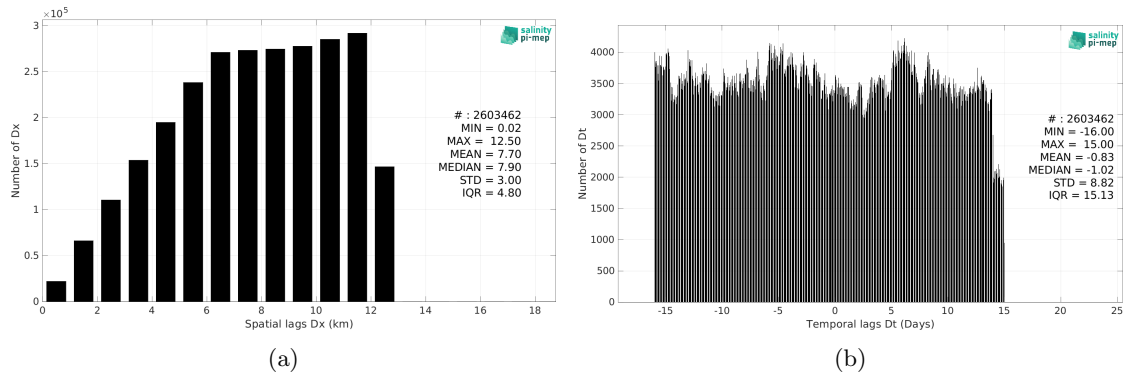 ×10⁵
3
2.5
2
1.5
1
0.5
0
Number of Dx
0 2 4 6 8 10 12 14 16 18
Spatial lags Dx (km)
salinity
pi-mep
# : 2603462
MIN = 0.02
MAX = 12.50
MEAN = 7.70
MEDIAN = 7.90
STD = 3.00
IQR = 4.80
(a)
4000
3500
3000
2500
2000
1500
1000
500
0
Number of Dt
-15 -10 -5 0 5 10 15 20 25
Temporal lags Dt (Days)
salinity
pi-mep
# : 2603462
MIN = -16.00
MAX = 15.00
MEAN = -0.83
MEDIAN = -1.02
STD = 8.82
IQR = 15.13
(b)